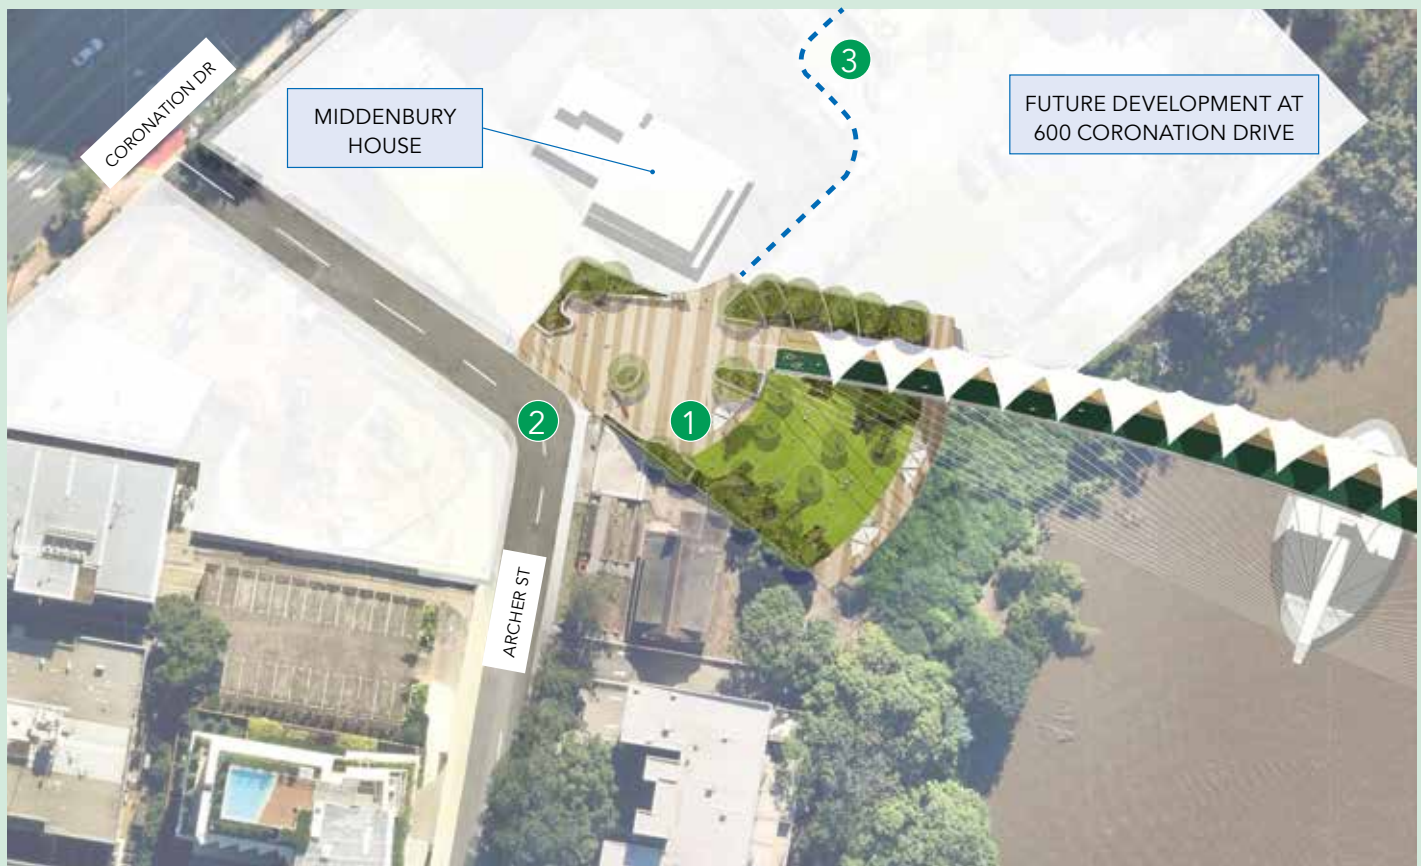 CORONATION DR
MIDDENBURY
HOUSE
3
FUTURE DEVELOPMENT AT
600 CORONATION DRIVE
2
1
ARCHER ST